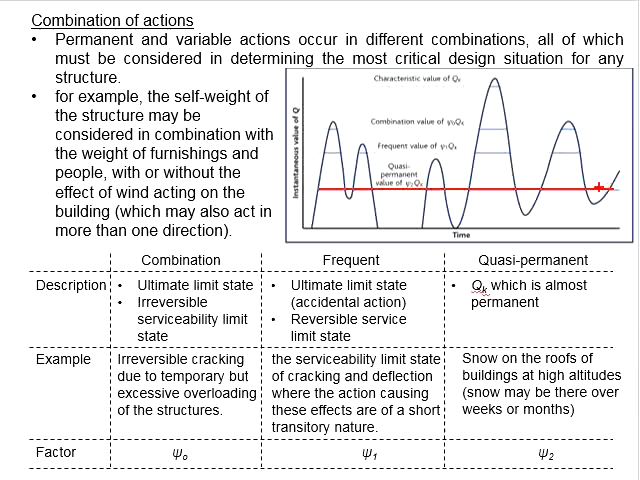 Combination of actions
• Permanent and variable actions occur in different combinations, all of which
must be considered in determining the most critical design situation for any
structure.
• for example, the self-weight of
the structure may be
considered in combination with
the weight of furnishings and
people, with or without the
effect of wind acting on the
building (which may also act in
more than one direction).
Instantaneous value of Q
Characteristic value of Qₖ
Combination value of ψ₀Qₖ
Frequent value of ψ₁Qₖ
Quasi-
permanent
value of ψ₂Qₖ
Time
Combination Frequent Quasi-permanent
Description
• Ultimate limit state
• Irreversible
serviceability limit
state
• Ultimate limit state
(accidental action)
• Reversible service
limit state
• Qₖ which is almost
permanent
Example
Irreversible cracking
due to temporary but
excessive overloading
of the structures.
the serviceability limit state
of cracking and deflection
where the action causing
these effects are of a short
transitory nature.
Snow on the roofs of
buildings at high altitudes
(snow may be there over
weeks or months)
Factor ψₒ ψ₁ ψ₂